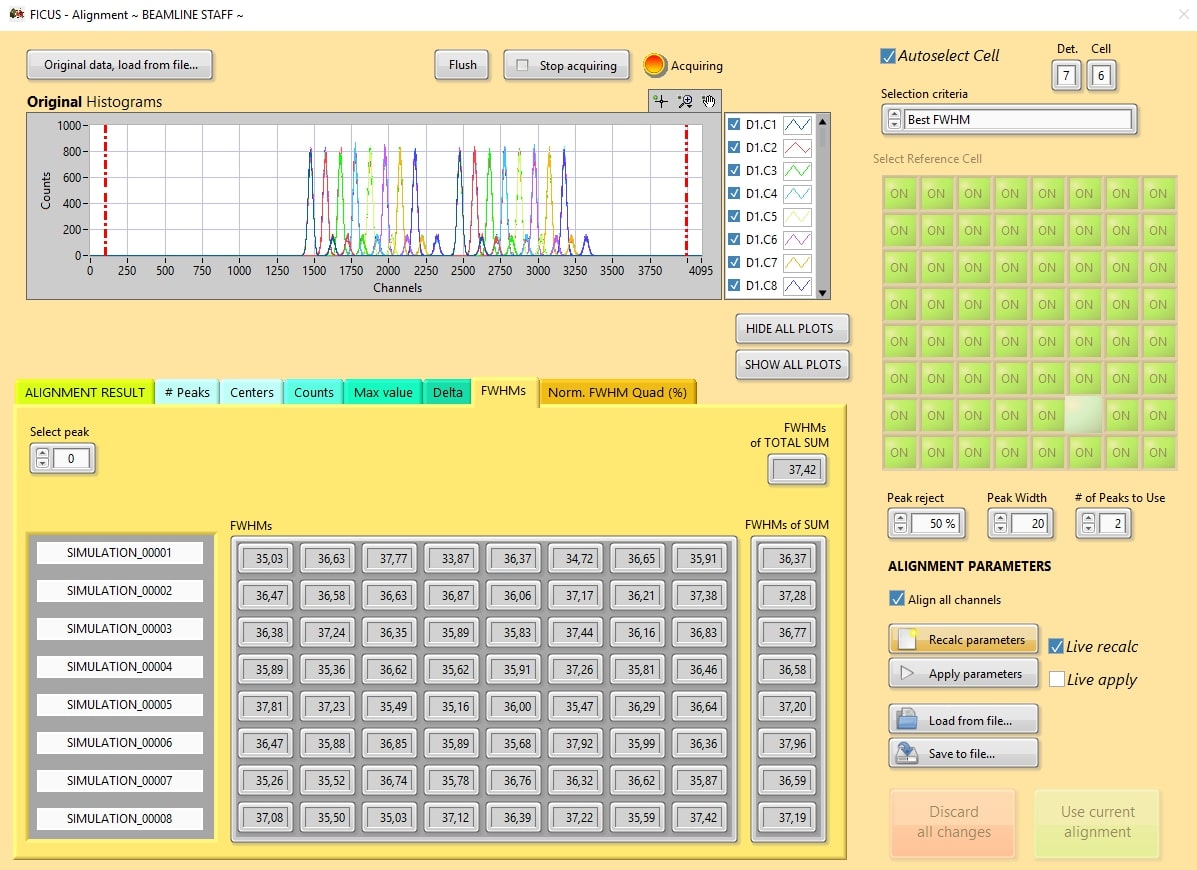 FICUS - Alignment ~ BEAMLINE STAFF ~
Original data, load from file...
Flush
Stop acquiring
Acquiring
Autoselect Cell
Det. Cell
7 6
Selection criteria
Best FWHM
Original Histograms
1000
800
600
400
200
0
Counts
0 250 500 750 1000 1250 1500 1750 2000 2250 2500 2750 3000 3250 3500 3750 4095
Channels
D1.C1
D1.C2
D1.C3
D1.C4
D1.C5
D1.C6
D1.C7
D1.C8
HIDE ALL PLOTS
SHOW ALL PLOTS
Select Reference Cell
ON ON ON ON ON ON ON ON
ON ON ON ON ON ON ON ON
ON ON ON ON ON ON ON ON
ON ON ON ON ON ON ON ON
ON ON ON ON ON ON ON ON
ON ON ON ON ON ON ON ON
ON ON ON ON ON ON ON
ON ON ON ON ON ON ON ON
ALIGNMENT RESULT # Peaks Centers Counts Max value Delta FWHMs Norm. FWHM Quad (%)
Select peak
0
FWHMs
of TOTAL SUM
37,42
FWHMs
FWHMs of SUM
SIMULATION_00001 35,03 36,63 37,77 33,87 36,37 34,72 36,65 35,91 36,37
SIMULATION_00002 36,47 36,58 36,63 36,87 36,06 37,17 36,21 37,38 37,28
SIMULATION_00003 36,38 37,24 36,35 35,89 35,83 37,44 36,16 36,83 36,77
SIMULATION_00004 35,89 35,36 36,62 35,62 35,91 37,26 35,81 36,46 36,58
SIMULATION_00005 37,81 37,23 35,49 35,16 36,00 35,47 36,29 36,64 37,20
SIMULATION_00006 36,47 35,88 36,85 35,89 35,68 37,92 35,99 36,36 37,96
SIMULATION_00007 35,26 35,52 36,74 35,78 36,76 36,32 36,62 35,87 36,59
SIMULATION_00008 37,08 35,50 35,03 37,12 36,39 37,22 35,59 37,42 37,19
Peak reject Peak Width # of Peaks to Use
50 % 20 2
ALIGNMENT PARAMETERS
Align all channels
Recalc parameters
Live recalc
Apply parameters
Live apply
Load from file...
Save to file...
Discard
all changes
Use current
alignment